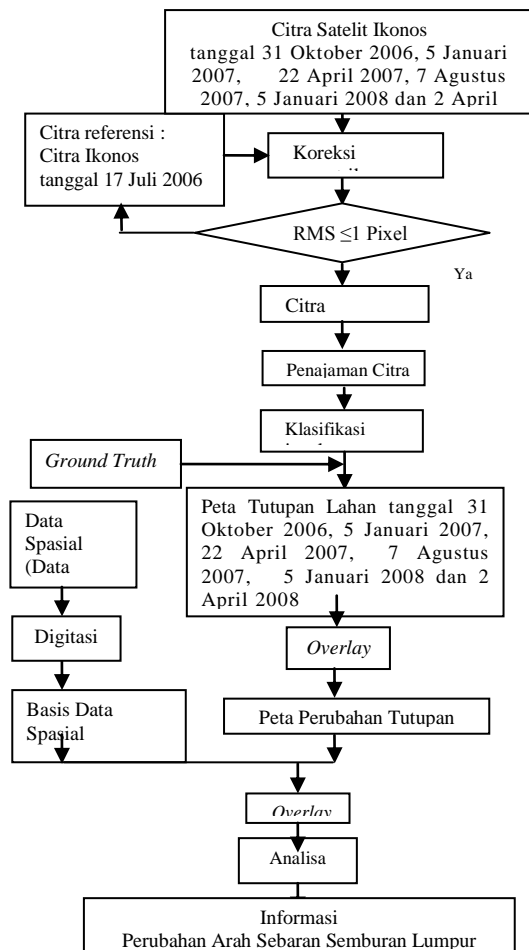 Citra Satelit Ikonos
tanggal 31 Oktober 2006, 5 Januari
2007, 22 April 2007, 7 Agustus
2007, 5 Januari 2008 dan 2 April
Citra referensi :
Citra Ikonos
tanggal 17 Juli 2006
Koreksi
RMS ≤1 Pixel
Ya
Citra
Penajaman Citra
Klasifikasi
Ground Truth
Peta Tutupan Lahan tanggal 31
Oktober 2006, 5 Januari 2007,
22 April 2007, 7 Agustus
2007, 5 Januari 2008 dan 2
April 2008
Data
Spasial
(Data
Digitasi
Overlay
Basis Data
Spasial
Peta Perubahan Tutupan
Overlay
Analisa
Informasi
Perubahan Arah Sebaran Semburan Lumpur